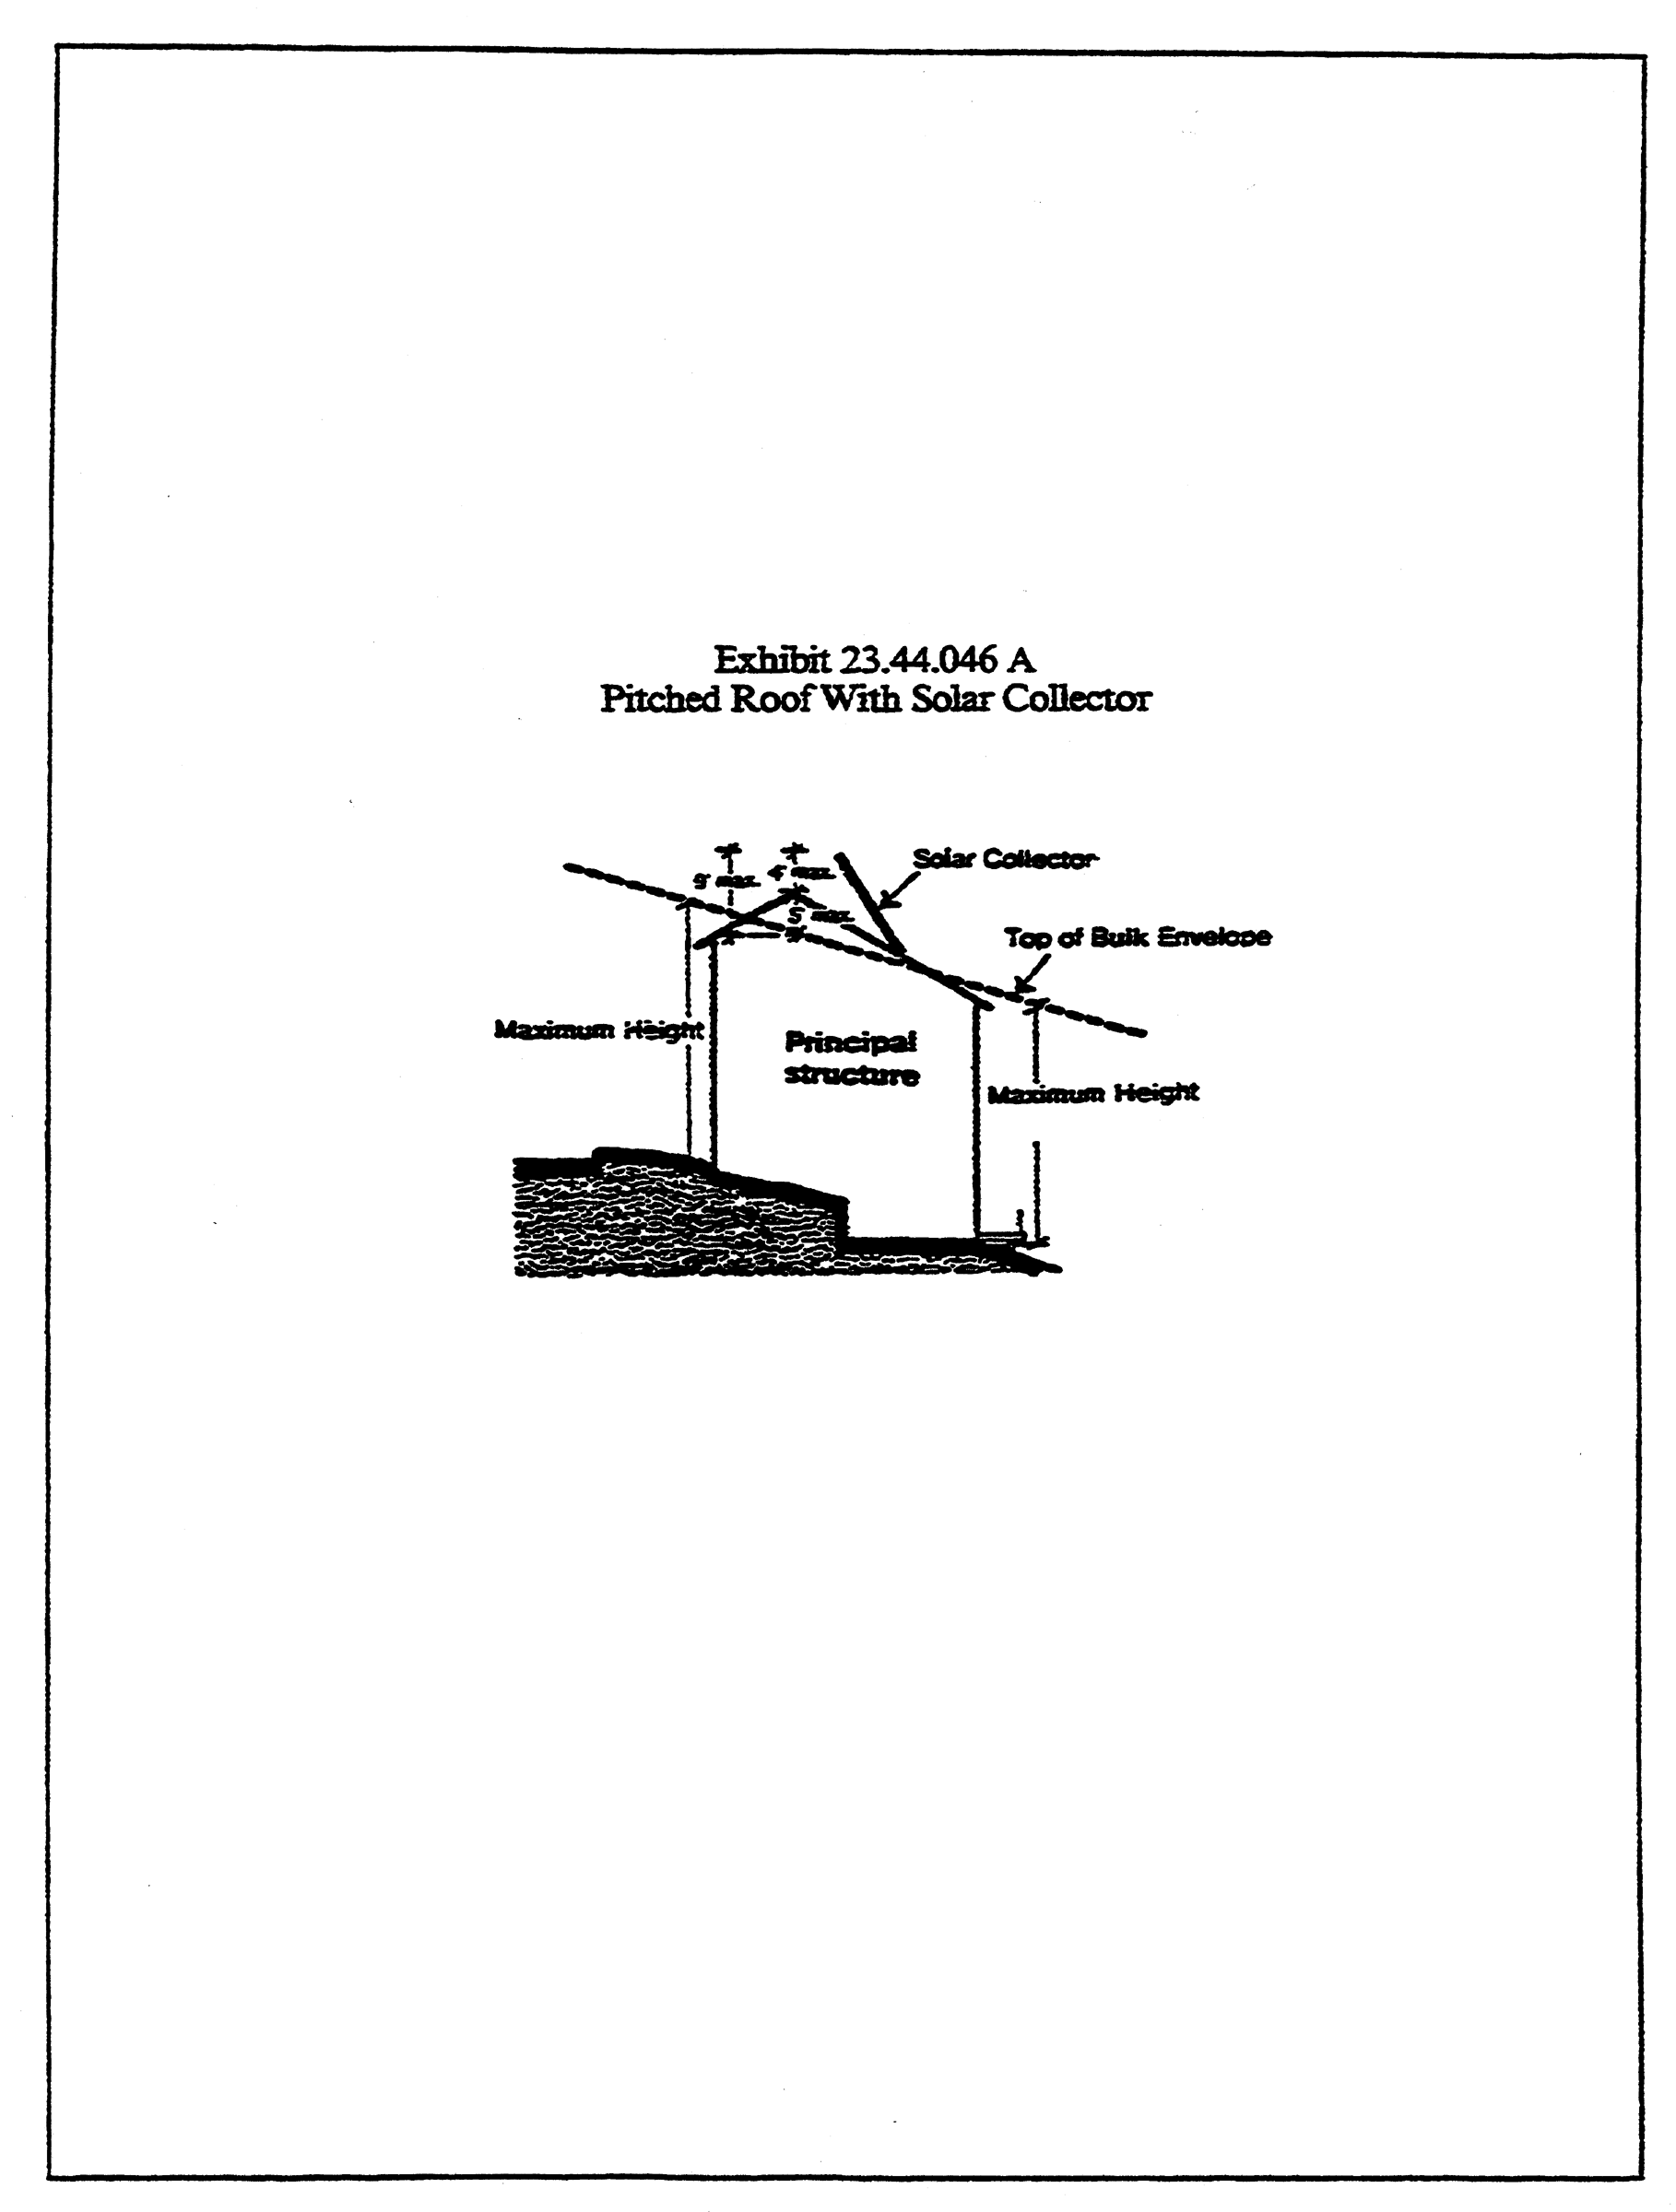 Exhibit 23.44.046 A
Pitched Roof With Solar Collector
Solar Collector
9' max.
4' max.
5' max.
Top of Bulk Envelope
Maximum Height
Principal
structure
Maximum Height